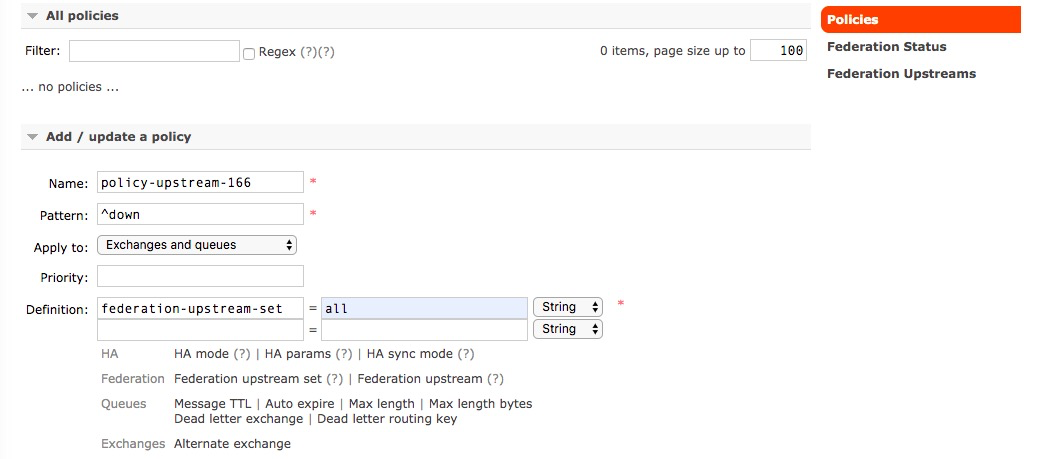 All policies
Filter: Regex (?)(?) 0 items, page size up to 100
... no policies ...
Add / update a policy
Name: policy-upstream-166 *
Pattern: ^down *
Apply to: Exchanges and queues
Priority:
Definition: federation-upstream-set = all String *
= String
HA HA mode (?) | HA params (?) | HA sync mode (?)
Federation Federation upstream set (?) | Federation upstream (?)
Queues Message TTL | Auto expire | Max length | Max length bytes
Dead letter exchange | Dead letter routing key
Exchanges Alternate exchange
Policies
Federation Status
Federation Upstreams